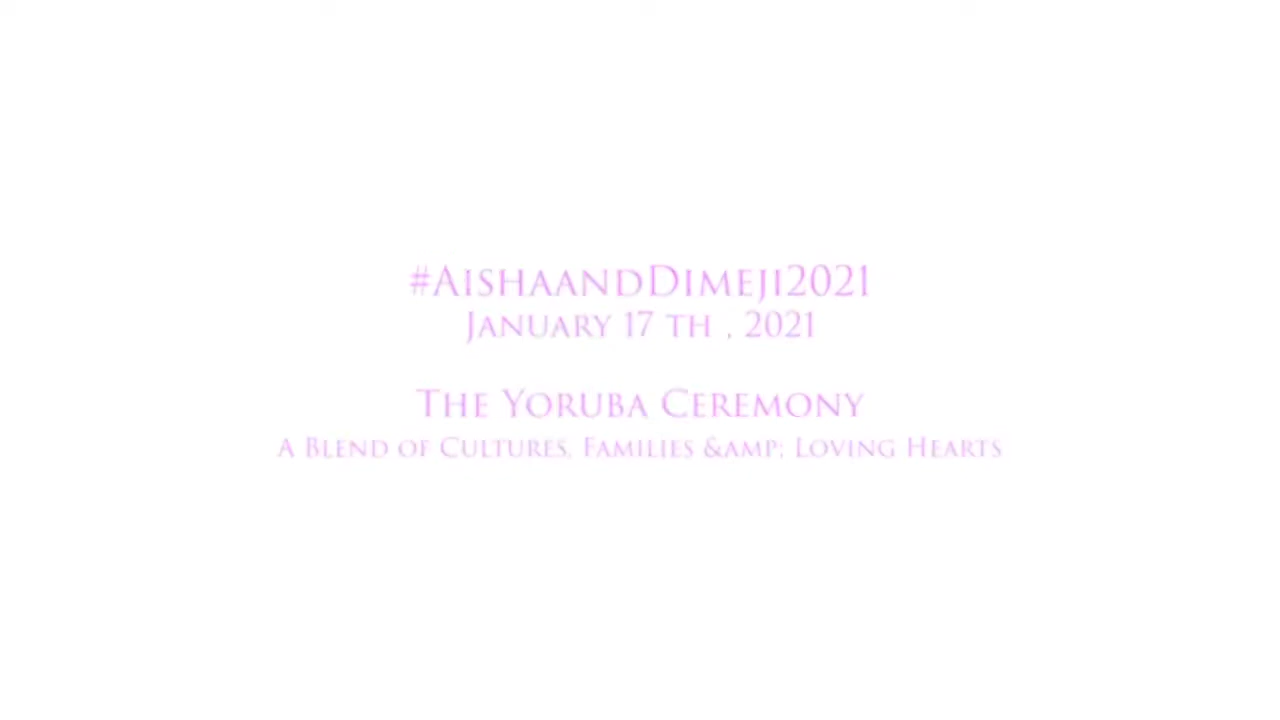 #AishaandDimeji2021
January 17 th , 2021
The Yoruba Ceremony
A Blend of Cultures, Families &amp; Loving Hearts